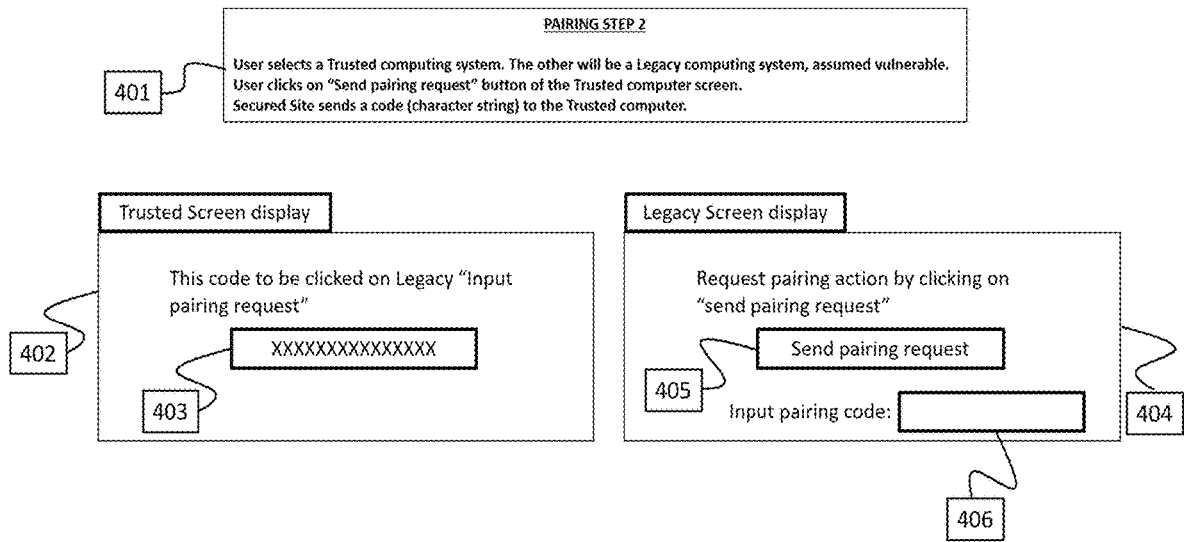 PAIRING STEP 2
User selects a Trusted computing system. The other will be a Legacy computing system, assumed vulnerable.
User clicks on "Send pairing request" button of the Trusted computer screen.
Secured Site sends a code (character string) to the Trusted computer.
401
Trusted Screen display
This code to be clicked on Legacy "Input
pairing request"
XXXXXXXXXXXXXXX
402
403
Legacy Screen display
Request pairing action by clicking on
"send pairing request"
Send pairing request
405
Input pairing code:
404
406